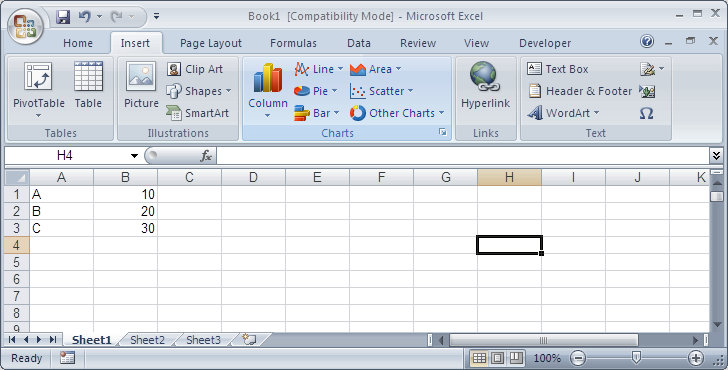 Book1 [Compatibility Mode] - Microsoft Excel
Home Insert Page Layout Formulas Data Review View Developer
PivotTable Table Picture Clip Art Shapes SmartArt Column Line Pie Bar Area Scatter Other Charts Hyperlink Text Box Header & Footer WordArt Ω
Tables Illustrations Charts Links Text
H4 fx
A B C D E F G H I J K
1 A 10
2 B 20
3 C 30
4
5
6
7
8
9
Sheet1 Sheet2 Sheet3
Ready 100%